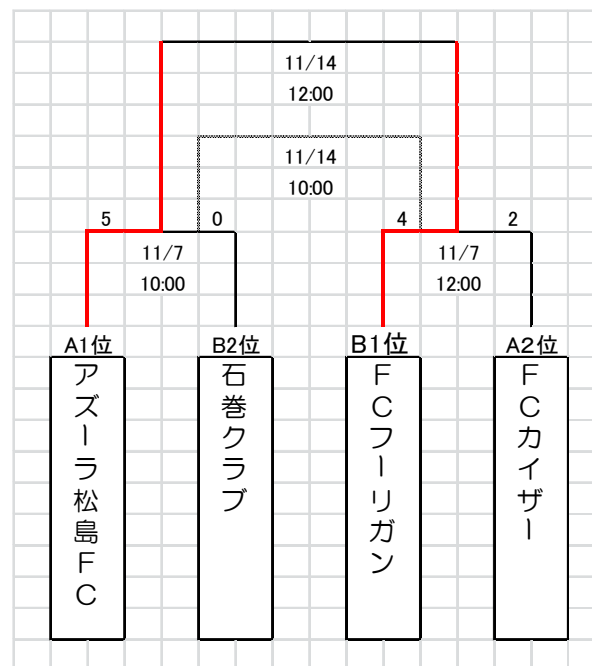 11/14
12:00
11/14
10:00
5
0
4
2
11/7
10:00
11/7
12:00
A1位
B2位
B1位
A2位
アズーラ松島FC
石巻クラブ
FCフーリガン
FCカイザー